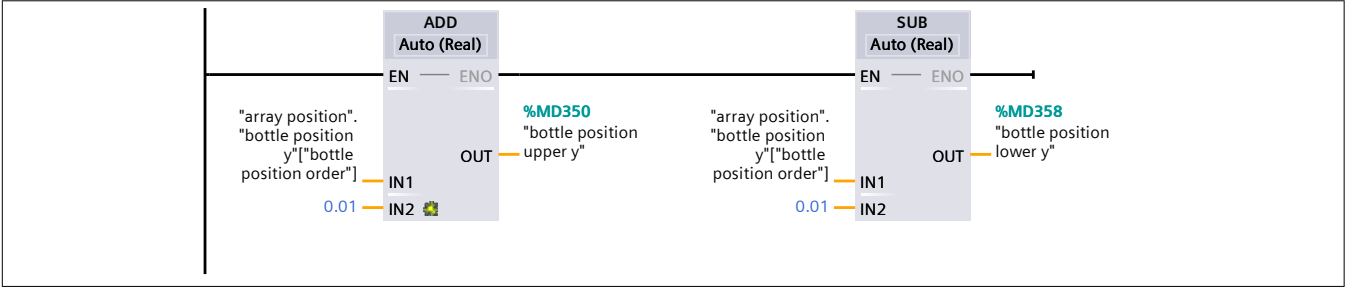 ADD
Auto (Real)
EN
ENO
"array position".
"bottle position
y"["bottle
position order"]
IN1
0.01
IN2
OUT
%MD350
"bottle position
upper y"
SUB
Auto (Real)
EN
ENO
"array position".
"bottle position
y"["bottle
position order"]
IN1
0.01
IN2
OUT
%MD358
"bottle position
lower y"